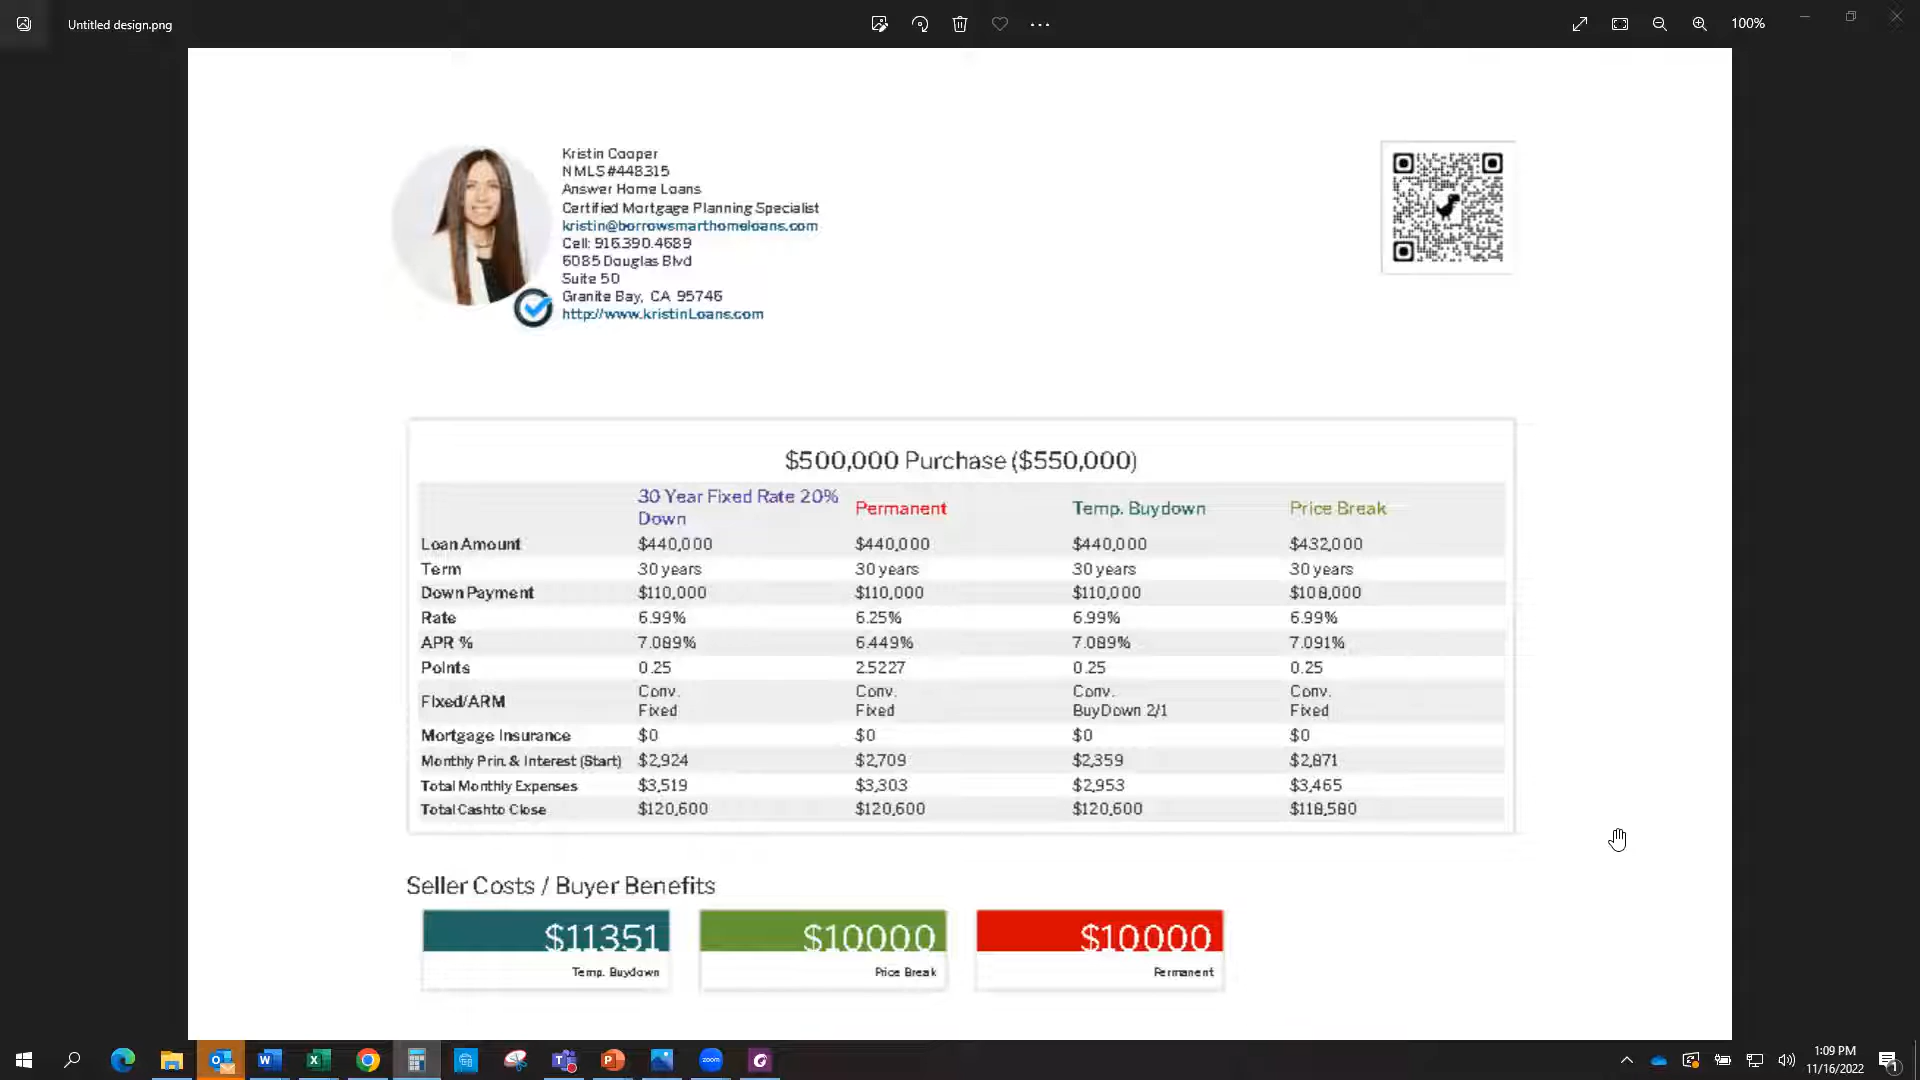 Untitled design.png
100%
Kristin Cooper
NMLS #448315
Answer Home Loans
Certified Mortgage Planning Specialist
kristin@borrowsmarthomeloans.com
Cell: 916.390.4689
6085 Douglas Blvd
Suite 50
Granite Bay, CA 95746
http://www.kristinLoans.com
$500,000 Purchase ($550,000)
30 Year Fixed Rate 20% Down Permanent Temp. Buydown Price Break
Loan Amount $440,000 $440,000 $440,000 $432,000
Term 30 years 30 years 30 years 30 years
Down Payment $110,000 $110,000 $110,000 $108,000
Rate 6.99% 6.25% 6.99% 6.99%
APR % 7.089% 6.449% 7.089% 7.091%
Points 0.25 2.5227 0.25 0.25
Fixed/ARM Conv. Fixed Conv. Fixed Conv. BuyDown 2/1 Conv. Fixed
Mortgage Insurance $0 $0 $0 $0
Monthly Prin. & Interest (Start) $2,924 $2,709 $2,359 $2,871
Total Monthly Expenses $3,519 $3,303 $2,953 $3,465
Total Cash to Close $120,600 $120,600 $120,600 $118,580
Seller Costs / Buyer Benefits
$11351 $10000 $10000
Temp. Buydown Price Break Permanent
zoom
1:09 PM
11/16/2022
1